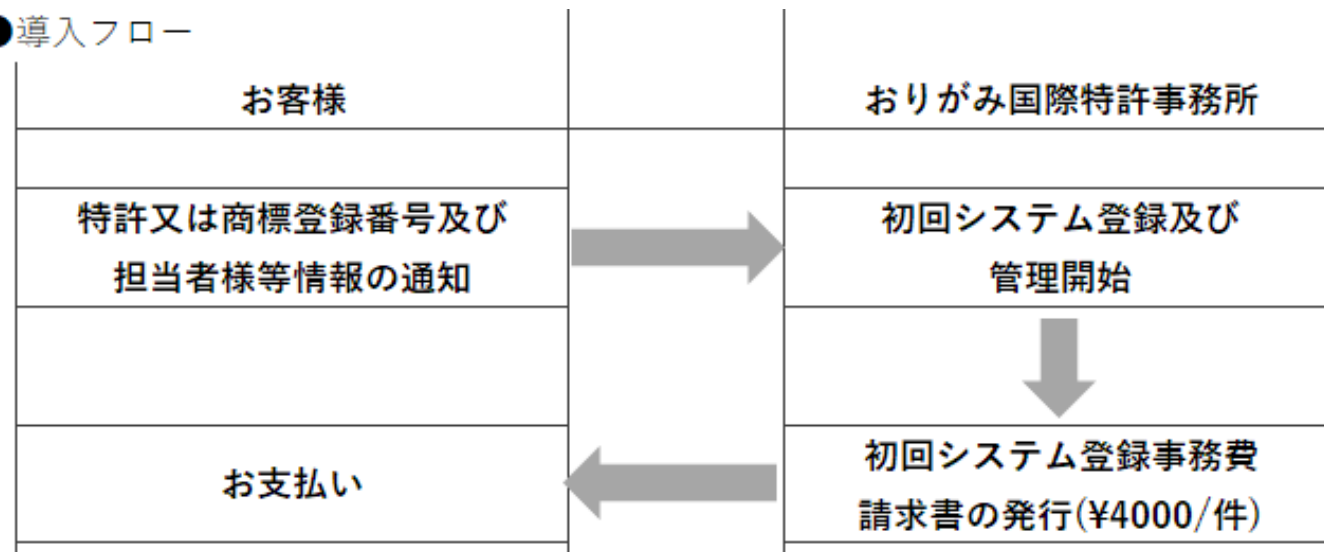 ●導入フロー
お客様
おりがみ国際特許事務所
特許又は商標登録番号及び
担当者様等情報の通知
初回システム登録及び
管理開始
お支払い
初回システム登録事務費
請求書の発行(¥4000/件)